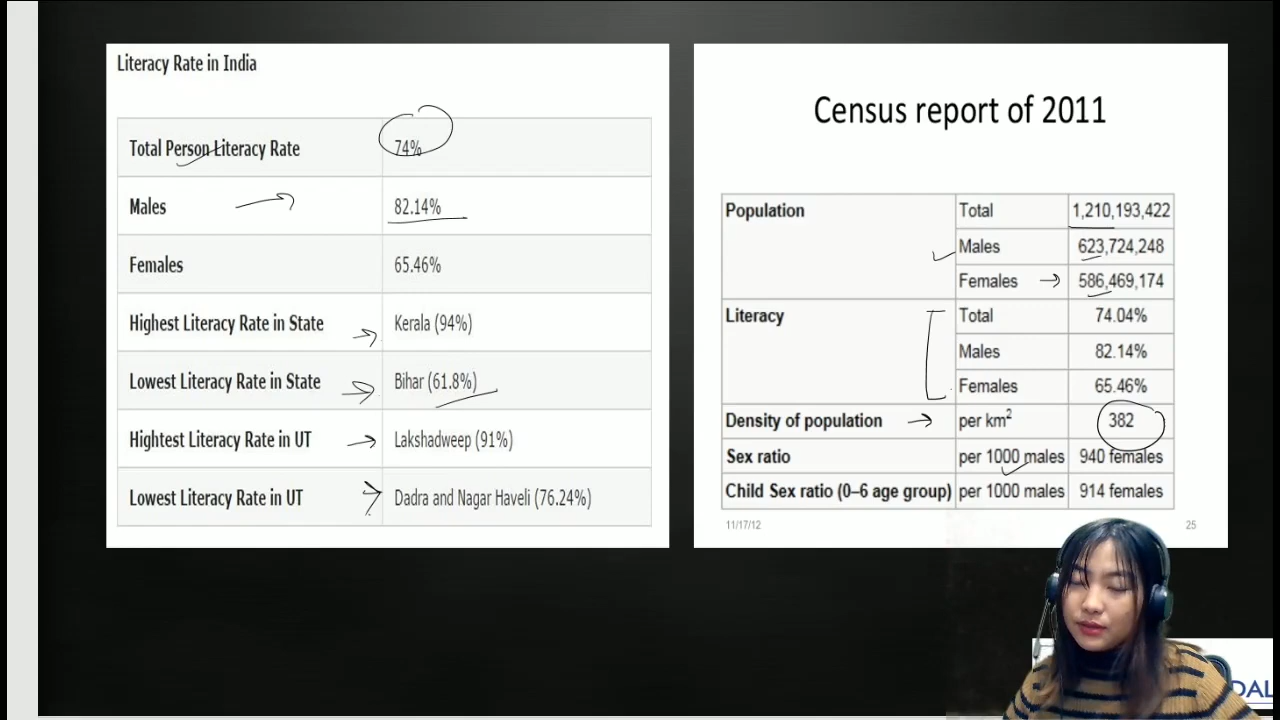 Literacy Rate in India
Total Person Literacy Rate 74%
Males 82.14%
Females 65.46%
Highest Literacy Rate in State Kerala (94%)
Lowest Literacy Rate in State Bihar (61.8%)
Hightest Literacy Rate in UT Lakshadweep (91%)
Lowest Literacy Rate in UT Dadra and Nagar Haveli (76.24%)
Census report of 2011
Population Total 1,210,193,422
Males 623,724,248
Females 586,469,174
Literacy Total 74.04%
Males 82.14%
Females 65.46%
Density of population per km² 382
Sex ratio per 1000 males 940 females
Child Sex ratio (0–6 age group) per 1000 males 914 females
11/17/12 25